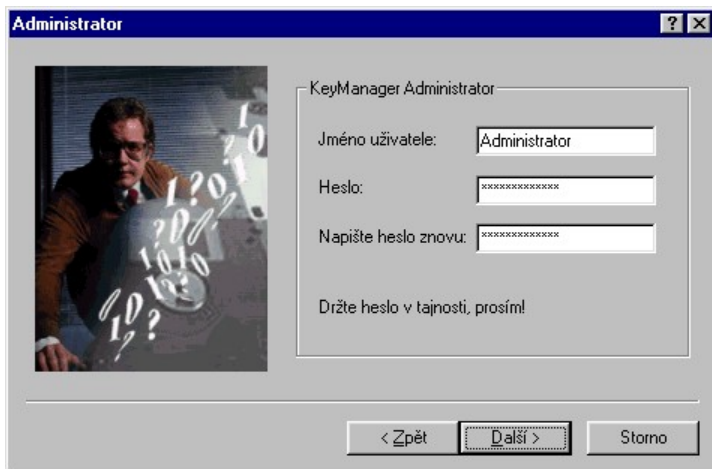 Administrator
KeyManager Administrator
Jméno uživatele: Administrator
Heslo: *************
Napište heslo znovu: *************
Držte heslo v tajnosti, prosím!
< Zpět Další > Storno